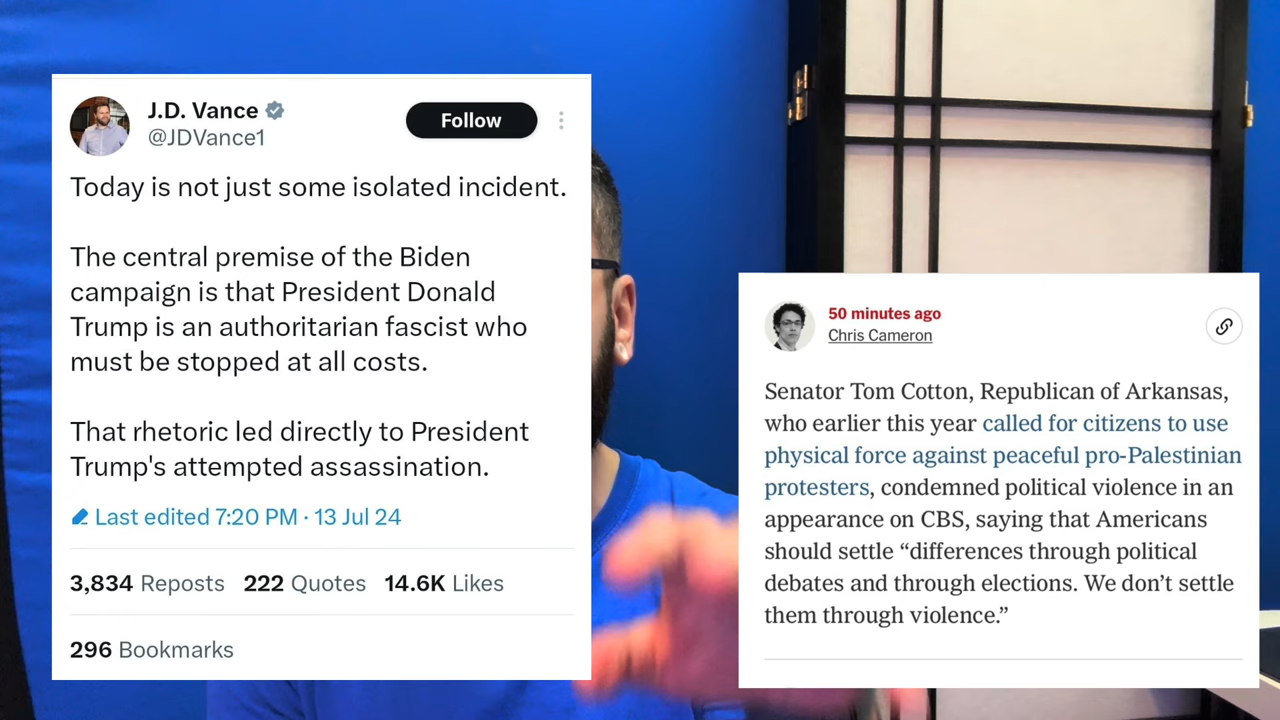 J.D. Vance
@JDVance1
Follow
Today is not just some isolated incident.
The central premise of the Biden
campaign is that President Donald
Trump is an authoritarian fascist who
must be stopped at all costs.
That rhetoric led directly to President
Trump's attempted assassination.
Last edited 7:20 PM · 13 Jul 24
3,834 Reposts 222 Quotes 14.6K Likes
296 Bookmarks
50 minutes ago
Chris Cameron
Senator Tom Cotton, Republican of Arkansas,
who earlier this year called for citizens to use
physical force against peaceful pro-Palestinian
protesters, condemned political violence in an
appearance on CBS, saying that Americans
should settle “differences through political
debates and through elections. We don’t settle
them through violence.”